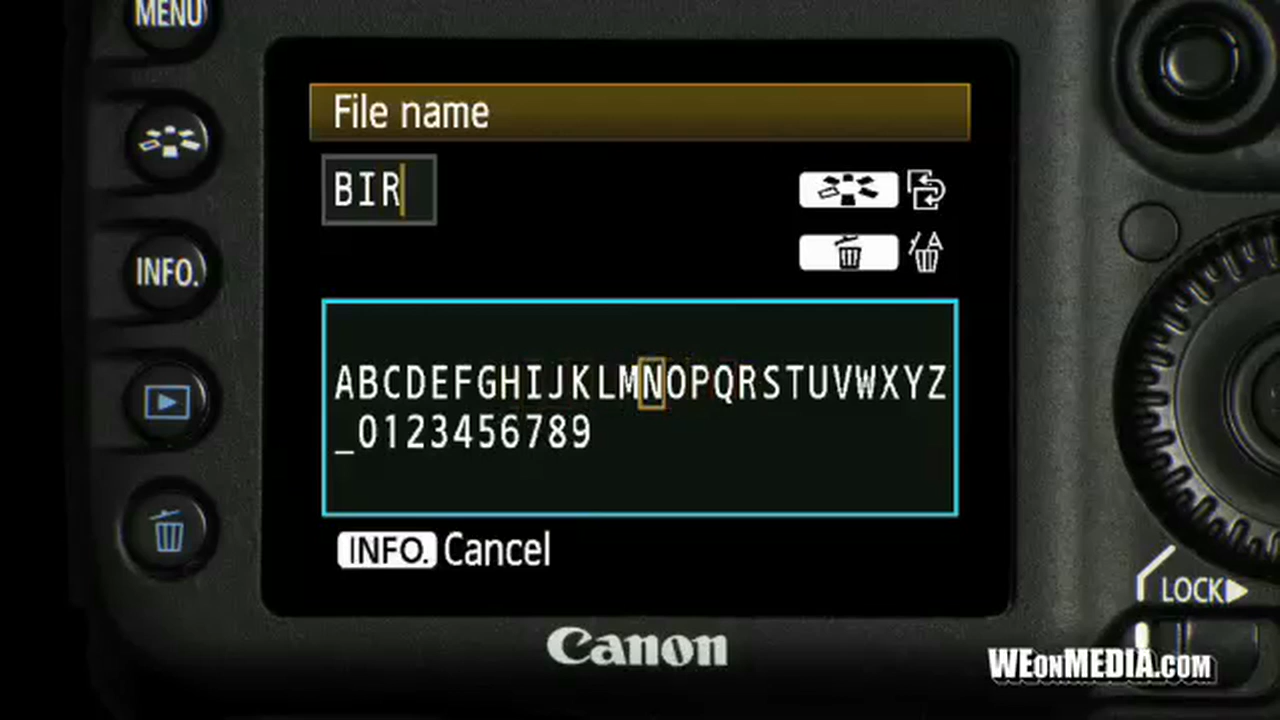 MENU
File name
BIR
INFO.
ABCDEFGHIJKLMNOPQRSTUVWXYZ
_0123456789
INFO. Cancel
LOCK
Canon
WEONMEDIA.COM